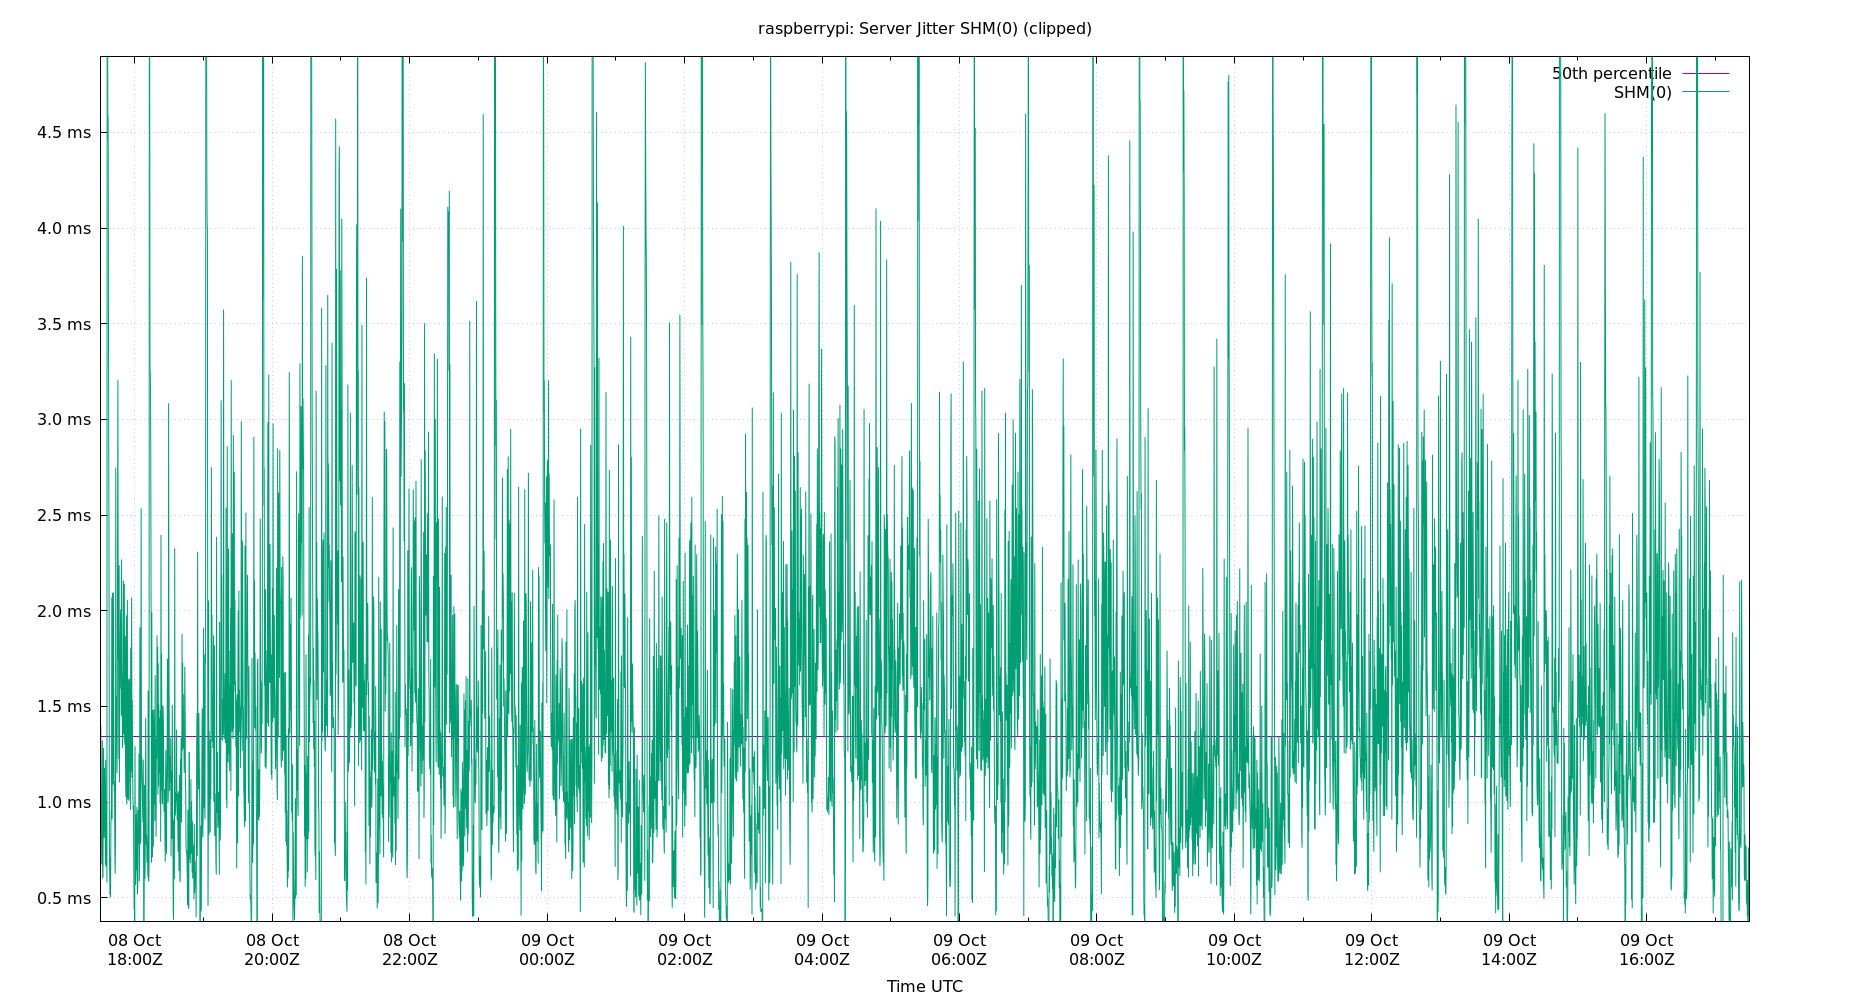 raspberrypi: Server Jitter SHM(0) (clipped)
50th percentile
SHM(0)
4.5 ms
4.0 ms
3.5 ms
3.0 ms
2.5 ms
2.0 ms
1.5 ms
1.0 ms
0.5 ms
08 Oct 08 Oct 08 Oct 09 Oct 09 Oct 09 Oct 09 Oct 09 Oct 09 Oct 09 Oct 09 Oct 09 Oct
18:00Z 20:00Z 22:00Z 00:00Z 02:00Z 04:00Z 06:00Z 08:00Z 10:00Z 12:00Z 14:00Z 16:00Z
Time UTC